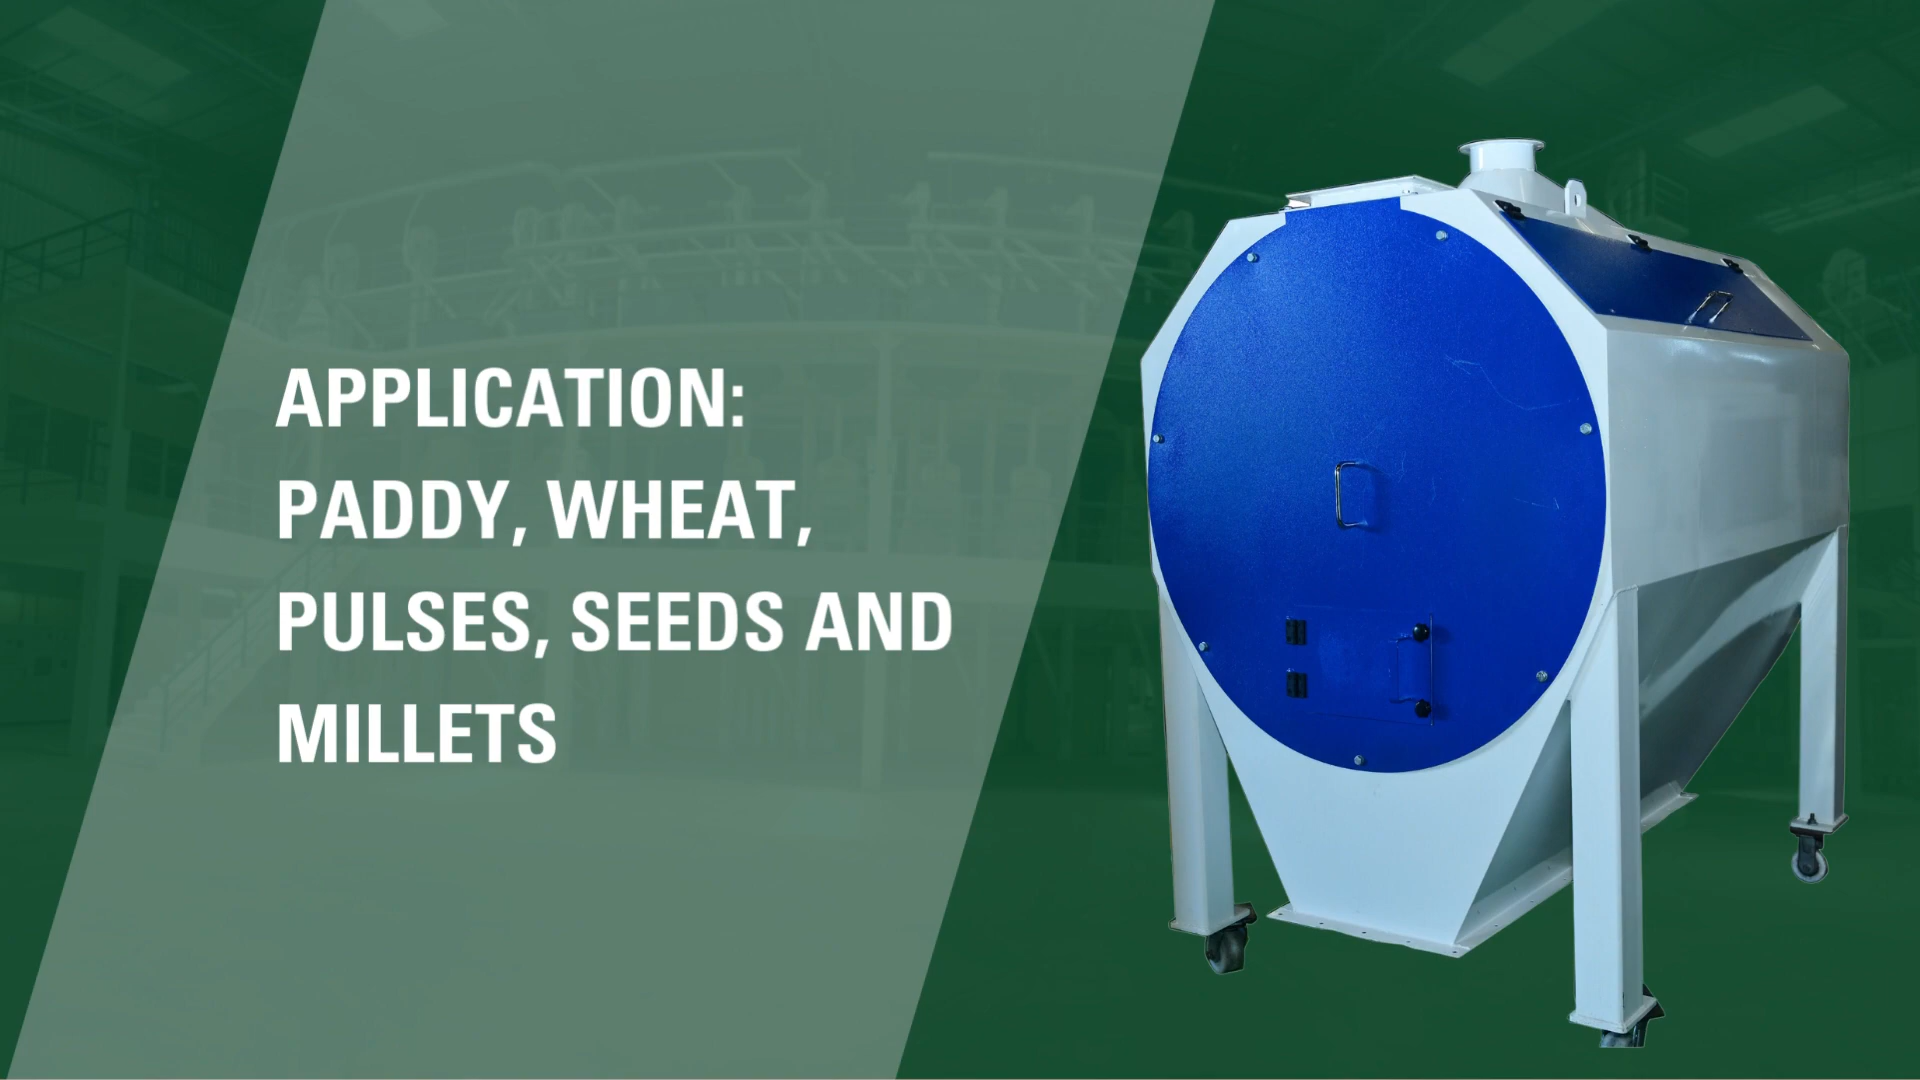 APPLICATION:
PADDY, WHEAT,
PULSES, SEEDS AND
MILLETS